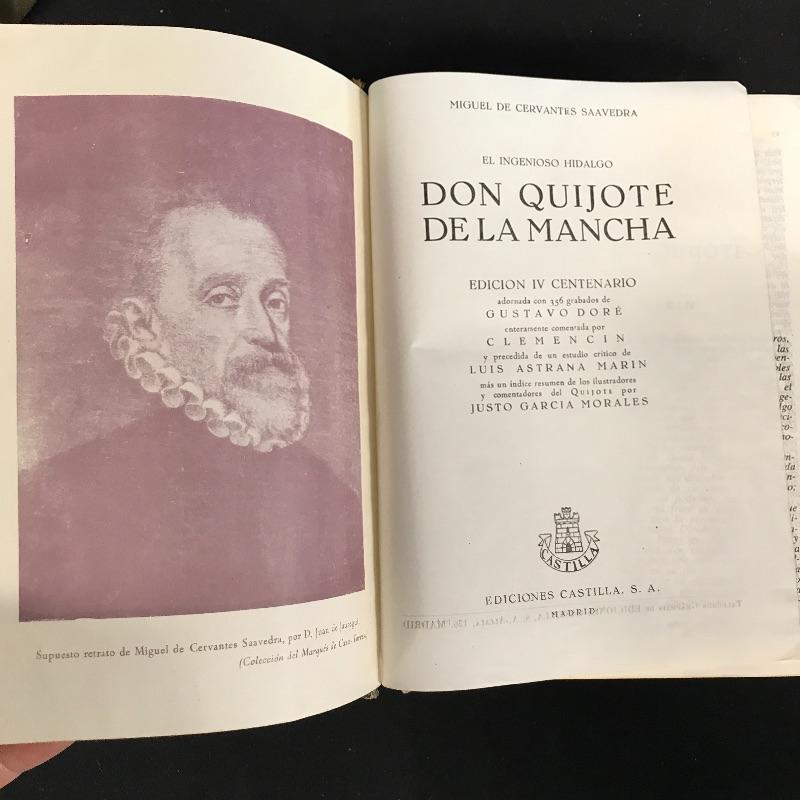 Supuesto retrato de Miguel de Cervantes Saavedra, por D. Juan de Jauregui.
(Colección del Marqués de Casa-Torres)
MIGUEL DE CERVANTES SAAVEDRA
EL INGENIOSO HIDALGO
DON QUIJOTE
DE LA MANCHA
EDICION IV CENTENARIO
adornada con 356 grabados de
GUSTAVO DORÉ
enteramente comentada por
CLEMENCIN
y precedida de un estudio crítico de
LUIS ASTRANA MARIN
más un índice resumen de los ilustradores
y comentadores del Quijote por
JUSTO GARCIA MORALES
CASTILLA
EDICIONES CASTILLA, S. A.
MADRID